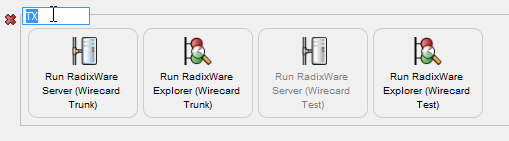 TX
Run RadixWare
Server (Wirecard
Trunk)
Run RadixWare
Explorer (Wirecard
Trunk)
Run RadixWare
Server (Wirecard
Test)
Run RadixWare
Explorer (Wirecard
Test)